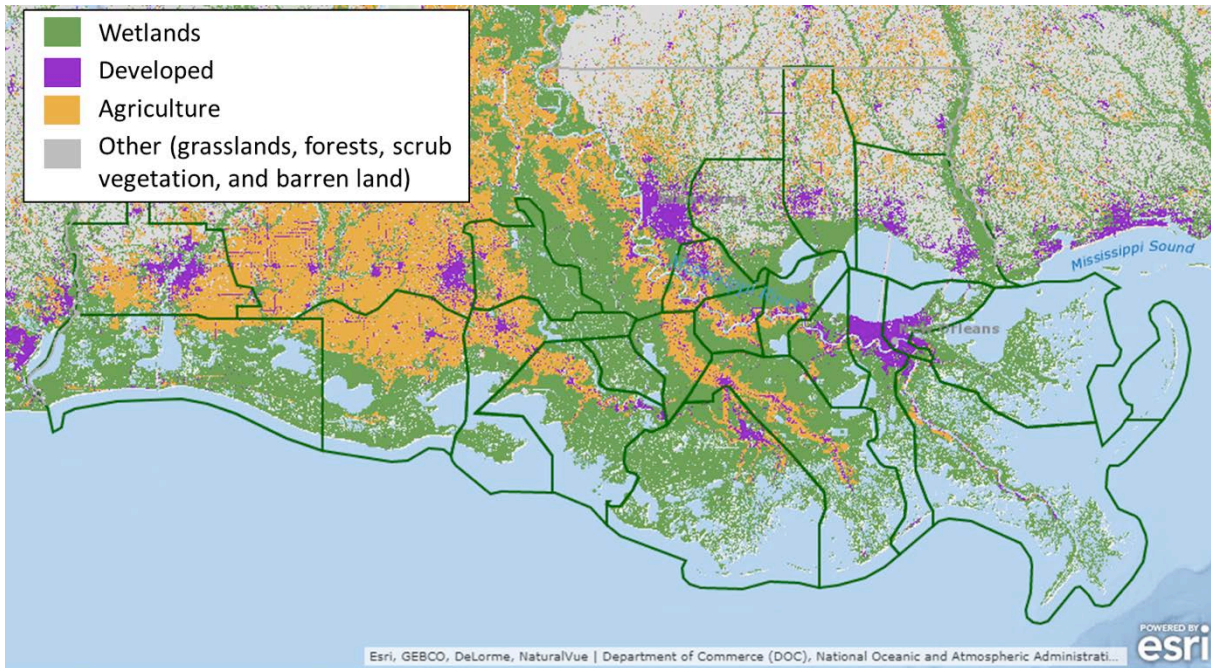 Wetlands
Developed
Agriculture
Other (grasslands, forests, scrub
vegetation, and barren land)
Mississippi Sound
Esri, GEBCO, DeLorme, NaturalVue | Department of Commerce (DOC), National Oceanic and Atmospheric Administrati...
POWERED BY
esri